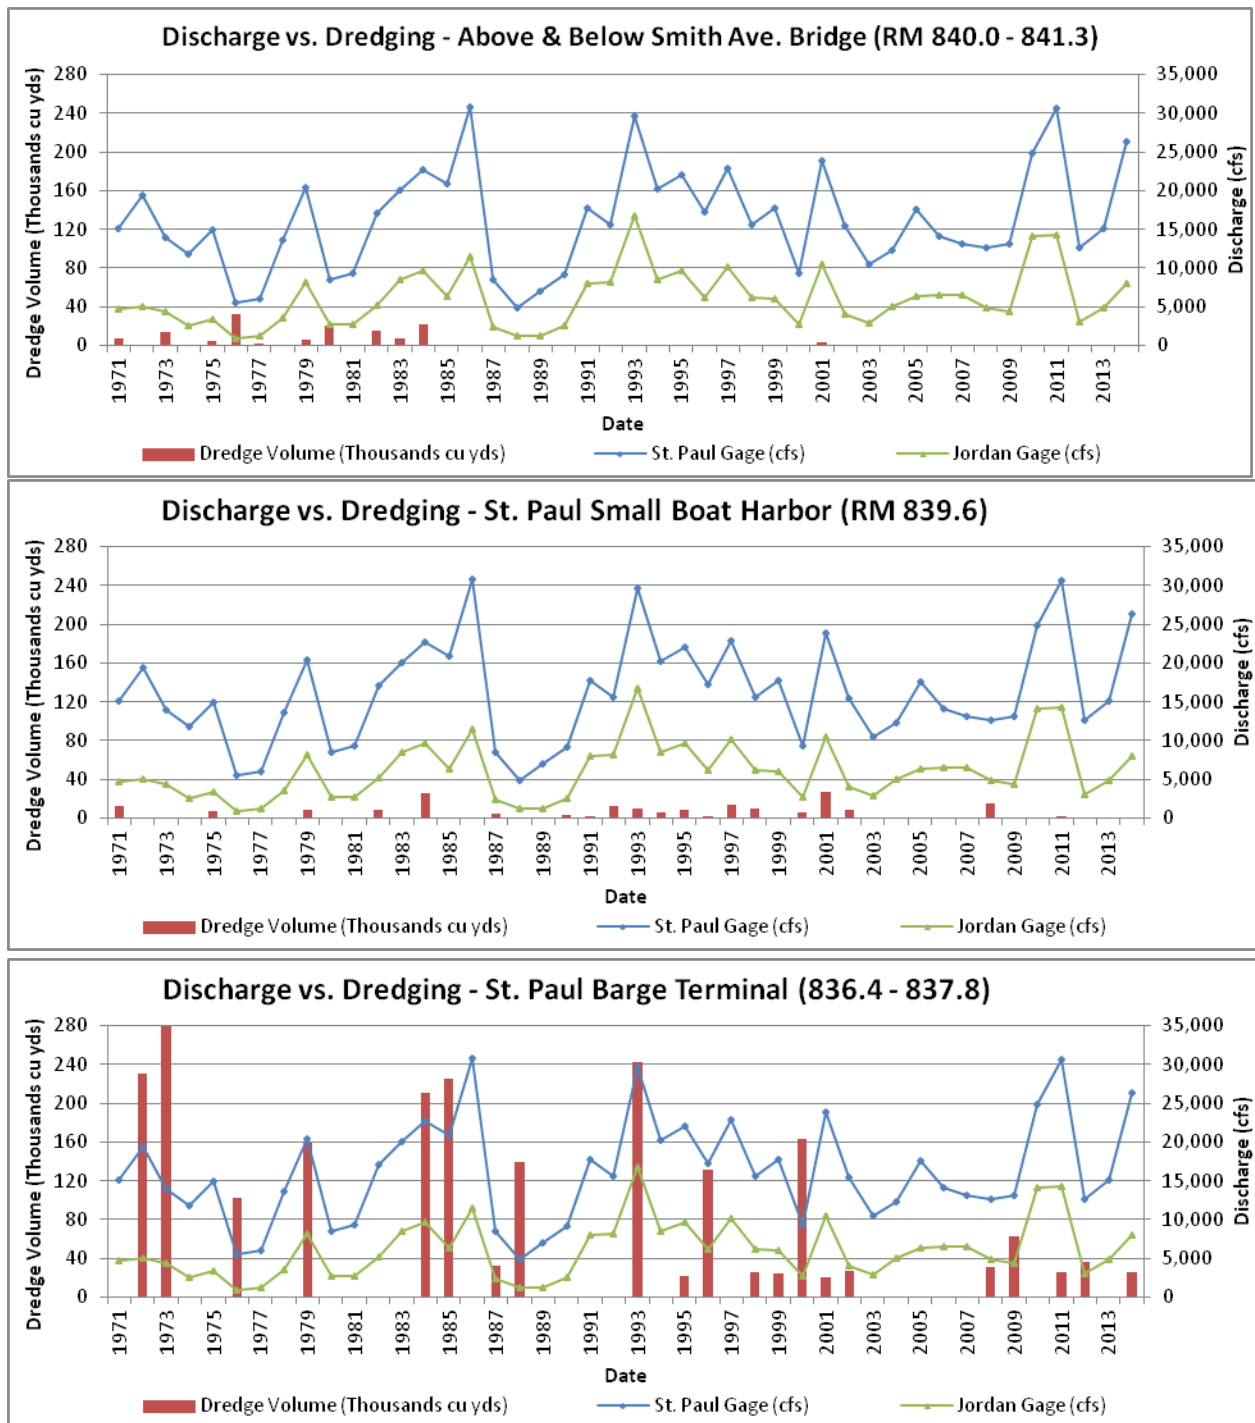 Discharge vs. Dredging - Above & Below Smith Ave. Bridge (RM 840.0 - 841.3)
Dredge Volume (Thousands cu yds)
280
240
200
160
120
80
40
0
35,000
30,000
25,000
20,000
15,000
10,000
5,000
0
Discharge (cfs)
1971 1973 1975 1977 1979 1981 1983 1985 1987 1989 1991 1993 1995 1997 1999 2001 2003 2005 2007 2009 2011 2013
Date
Dredge Volume (Thousands cu yds) St. Paul Gage (cfs) Jordan Gage (cfs)
Discharge vs. Dredging - St. Paul Small Boat Harbor (RM 839.6)
Dredge Volume (Thousands cu yds)
280
240
200
160
120
80
40
0
35,000
30,000
25,000
20,000
15,000
10,000
5,000
0
Discharge (cfs)
1971 1973 1975 1977 1979 1981 1983 1985 1987 1989 1991 1993 1995 1997 1999 2001 2003 2005 2007 2009 2011 2013
Date
Dredge Volume (Thousands cu yds) St. Paul Gage (cfs) Jordan Gage (cfs)
Discharge vs. Dredging - St. Paul Barge Terminal (836.4 - 837.8)
Dredge Volume (Thousands cu yds)
280
240
200
160
120
80
40
0
35,000
30,000
25,000
20,000
15,000
10,000
5,000
0
Discharge (cfs)
1971 1973 1975 1977 1979 1981 1983 1985 1987 1989 1991 1993 1995 1997 1999 2001 2003 2005 2007 2009 2011 2013
Date
Dredge Volume (Thousands cu yds) St. Paul Gage (cfs) Jordan Gage (cfs)